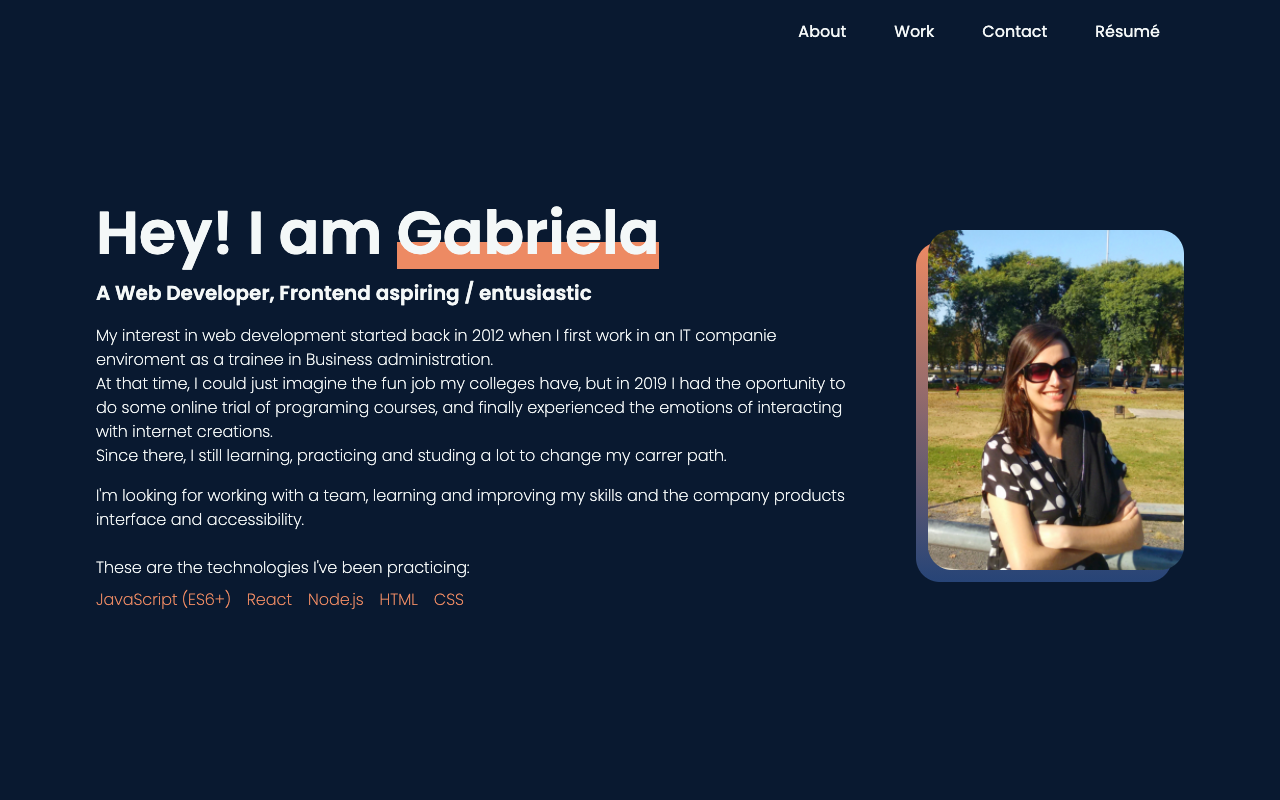 About Work Contact Résumé
Hey! I am Gabriela
A Web Developer, Frontend aspiring / entusiastic
My interest in web development started back in 2012 when I first work in an IT companie
enviroment as a trainee in Business administration.
At that time, I could just imagine the fun job my colleges have, but in 2019 I had the oportunity to
do some online trial of programing courses, and finally experienced the emotions of interacting
with internet creations.
Since there, I still learning, practicing and studing a lot to change my carrer path.
I'm looking for working with a team, learning and improving my skills and the company products
interface and accessibility.
These are the technologies I've been practicing:
JavaScript (ES6+) React Node.js HTML CSS